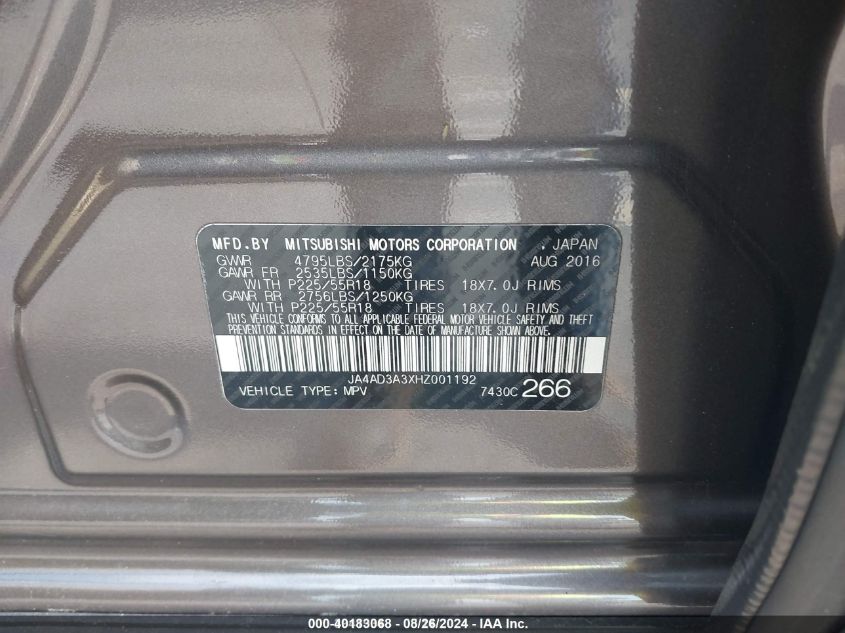 MFD.BY MITSUBISHI MOTORS CORPORATION . JAPAN
GVWR 4795LBS/2175KG AUG 2016
GAWR FR 2535LBS/1150KG
WITH P225/55R18 TIRES 18X7.0J RIMS
GAWR RR 2756LBS/1250KG
WITH P225/55R18 TIRES 18X7.0J RIMS
THIS VEHICLE CONFORMS TO ALL APPLICABLE FEDERAL MOTOR VEHICLE SAFETY AND THEFT
PREVENTION STANDARDS IN EFFECT ON THE DATE OF MANUFACTURE SHOWN ABOVE.
JA4AD3A3XHZ001192
VEHICLE TYPE:MPV 7430C 266
000-40183068 - 08/26/2024 - © IAA Inc.